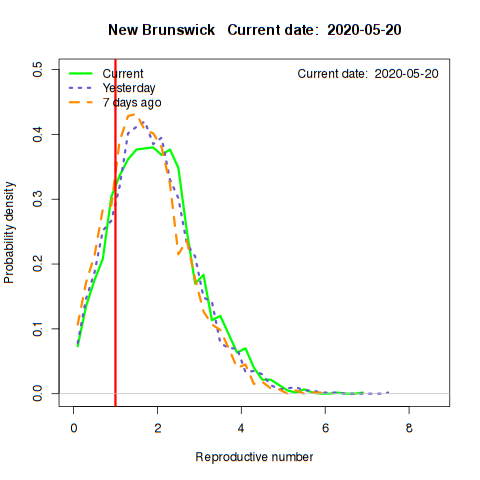 New Brunswick Current date: 2020-05-20
Current
Current date: 2020-05-20
Yesterday
7 days ago
Probability density
0.5
0.4
0.3
0.2
0.1
0.0
0 2 4 6 8
Reproductive number